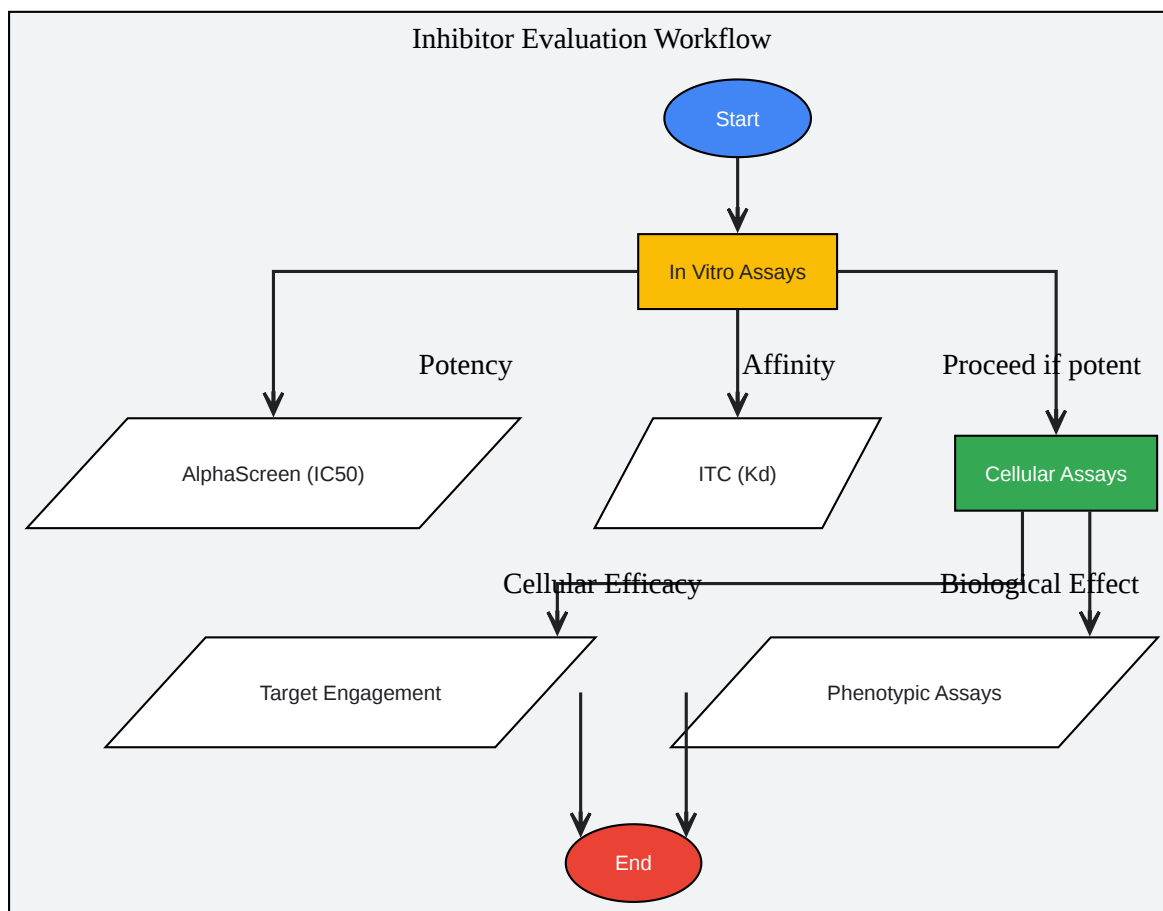 Inhibitor Evaluation Workflow
Start
In Vitro Assays
Potency
Affinity
Proceed if potent
AlphaScreen (IC50)
ITC (Kd)
Cellular Assays
Cellular Efficacy
Biological Effect
Target Engagement
Phenotypic Assays
End